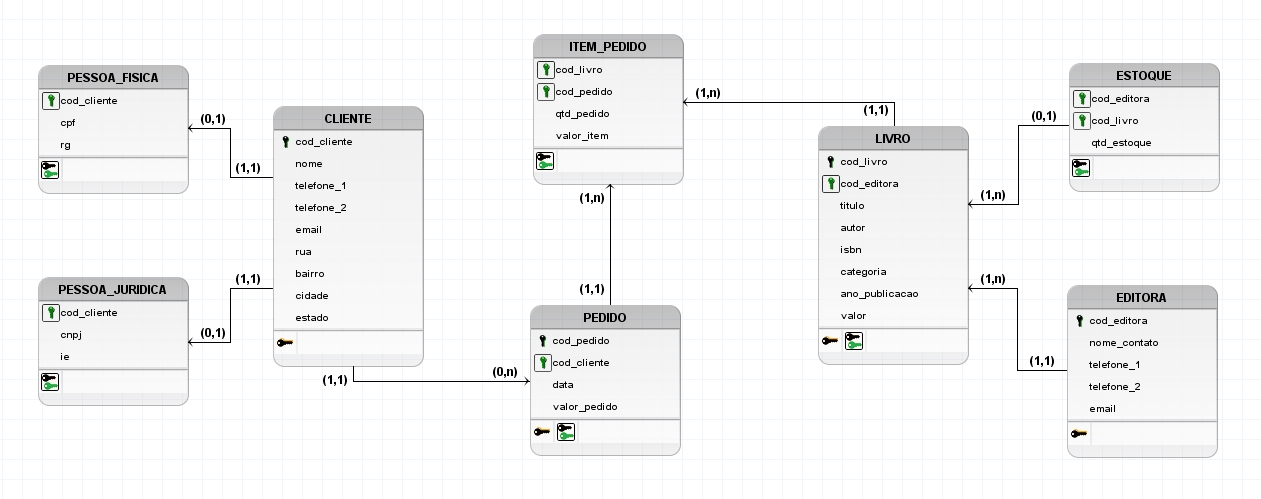 PESSOA_FISICA
cod_cliente
cpf
rg
(0,1)
(1,1)
CLIENTE
cod_cliente
nome
telefone_1
telefone_2
email
rua
bairro
cidade
estado
(1,1)
(0,1)
PESSOA_JURIDICA
cod_cliente
cnpj
ie
(1,1)
(0,n)
ITEM_PEDIDO
cod_livro
cod_pedido
qtd_pedido
valor_item
(1,n)
(1,1)
PEDIDO
cod_pedido
cod_cliente
data
valor_pedido
(1,n)
(1,1)
LIVRO
cod_livro
cod_editora
titulo
autor
isbn
categoria
ano_publicacao
valor
ESTOQUE
cod_editora
cod_livro
qtd_estoque
(0,1)
(1,n)
(1,n)
(1,1)
EDITORA
cod_editora
nome_contato
telefone_1
telefone_2
email